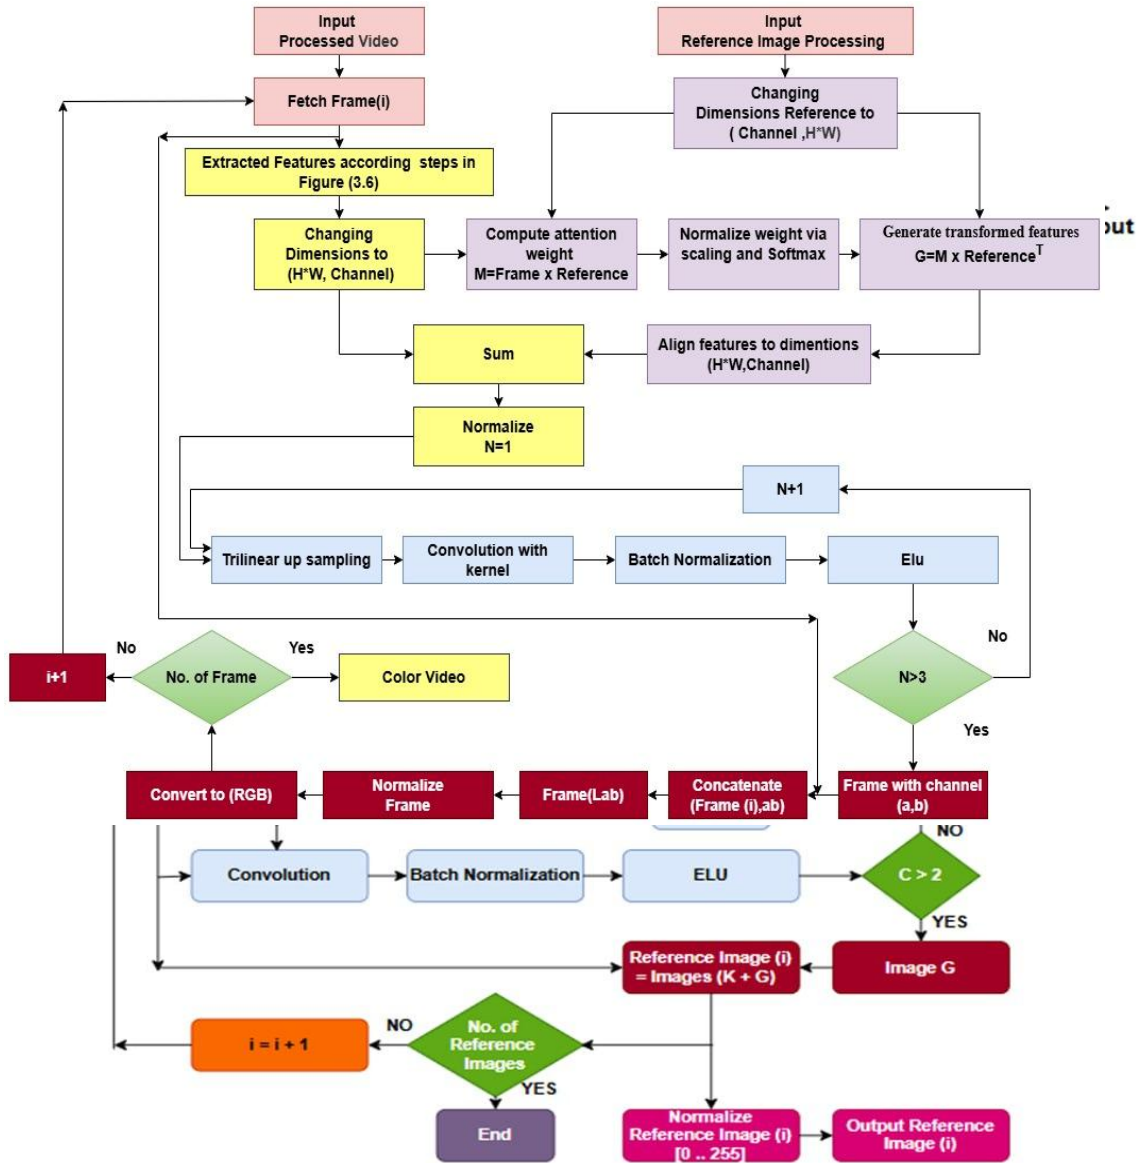 Input
Processed Video
Input
Reference Image Processing
Fetch Frame(i)
Changing
Dimensions Reference to
( Channel ,H*W)
Extracted Features according steps in
Figure (3.6)
Changing
Dimensions to
(H*W, Channel)
Compute attention
weight
M=Frame x Reference
Normalize weight via
scaling and Softmax
Generate transformed features
G=M x Reference^T
Sum
Align features to dimentions
(H*W,Channel)
Normalize
N=1
N+1
Trilinear up sampling
Convolution with
kernel
Batch Normalization
Elu
No
i+1
No
No. of Frame
Yes
Color Video
N>3
Yes
Convert to (RGB)
Normalize
Frame
Frame(Lab)
Concatenate
(Frame (i),ab)
Frame with channel
(a,b)
NO
Convolution
Batch Normalization
ELU
C > 2
YES
Reference Image (i)
= Images (K + G)
Image G
i = i + 1
NO
No. of
Reference
Images
YES
End
Normalize
Reference Image (i)
[0 .. 255]
Output Reference
Image (i)